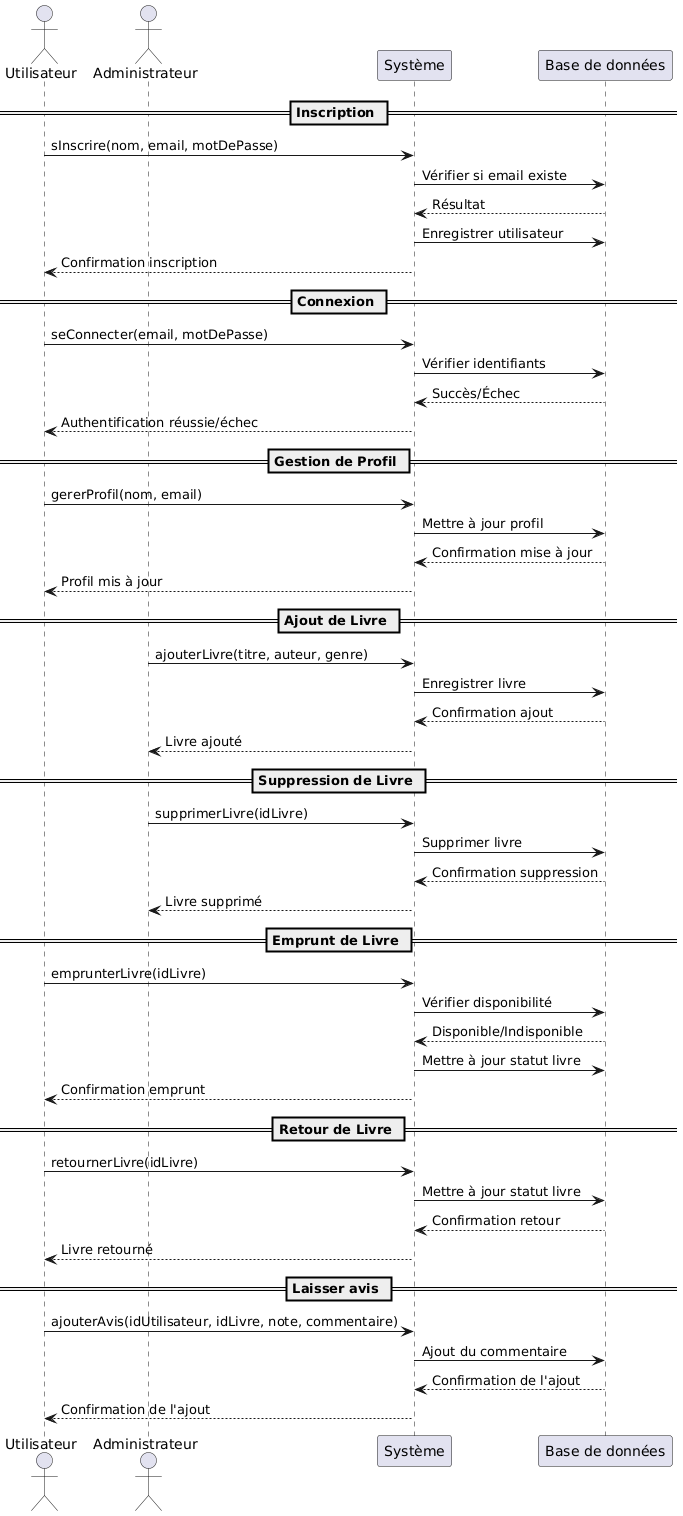 Utilisateur
Administrateur
Système
Base de données
Inscription
sInscrire(nom, email, motDePasse)
Vérifier si email existe
Résultat
Enregistrer utilisateur
Confirmation inscription
Connexion
seConnecter(email, motDePasse)
Vérifier identifiants
Succès/Échec
Authentification réussie/échec
Gestion de Profil
gererProfil(nom, email)
Mettre à jour profil
Confirmation mise à jour
Profil mis à jour
Ajout de Livre
ajouterLivre(titre, auteur, genre)
Enregistrer livre
Confirmation ajout
Livre ajouté
Suppression de Livre
supprimerLivre(idLivre)
Supprimer livre
Confirmation suppression
Livre supprimé
Emprunt de Livre
emprunterLivre(idLivre)
Vérifier disponibilité
Disponible/Indisponible
Mettre à jour statut livre
Confirmation emprunt
Retour de Livre
retournerLivre(idLivre)
Mettre à jour statut livre
Confirmation retour
Livre retourné
Laisser avis
ajouterAvis(idUtilisateur, idLivre, note, commentaire)
Ajout du commentaire
Confirmation de l'ajout
Confirmation de l'ajout
Utilisateur
Administrateur
Système
Base de données